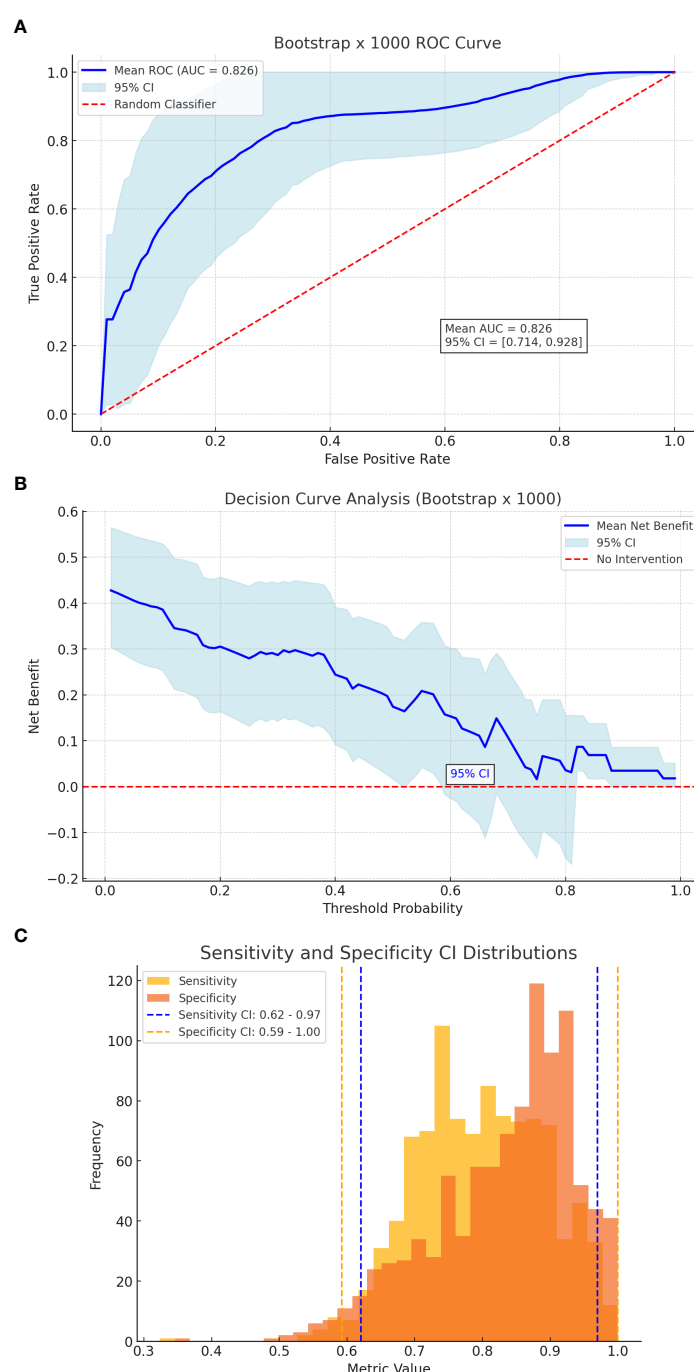 A
Bootstrap x 1000 ROC Curve
Mean ROC (AUC = 0.826)
95% CI
Random Classifier
1.0
0.8
0.6
0.4
0.2
0.0
True Positive Rate
Mean AUC = 0.826
95% CI = [0.714, 0.928]
0.0 0.2 0.4 0.6 0.8 1.0
False Positive Rate
B
Decision Curve Analysis (Bootstrap x 1000)
Mean Net Benefit
95% CI
No Intervention
0.6
0.5
0.4
0.3
0.2
0.1
0.0
−0.1
−0.2
Net Benefit
95% CI
0.0 0.2 0.4 0.6 0.8 1.0
Threshold Probability
C
Sensitivity and Specificity CI Distributions
Sensitivity
Specificity
Sensitivity CI: 0.62 - 0.97
Specificity CI: 0.59 - 1.00
120
100
80
60
40
20
0
Frequency
0.3 0.4 0.5 0.6 0.7 0.8 0.9 1.0
Metric Value